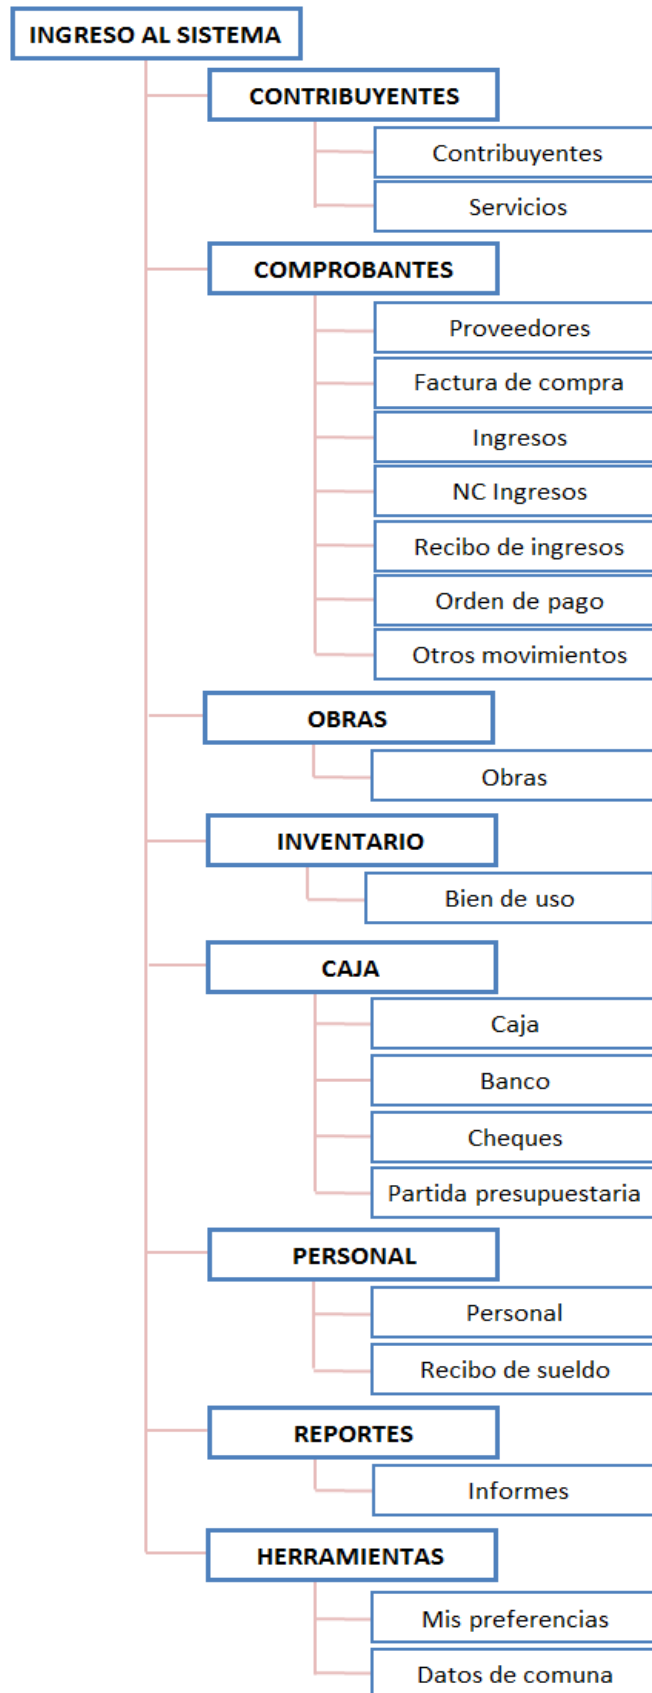 INGRESO AL SISTEMA
CONTRIBUYENTES
Contribuyentes
Servicios
COMPROBANTES
Proveedores
Factura de compra
Ingresos
NC Ingresos
Recibo de ingresos
Orden de pago
Otros movimientos
OBRAS
Obras
INVENTARIO
Bien de uso
CAJA
Caja
Banco
Cheques
Partida presupuestaria
PERSONAL
Personal
Recibo de sueldo
REPORTES
Informes
HERRAMIENTAS
Mis preferencias
Datos de comuna